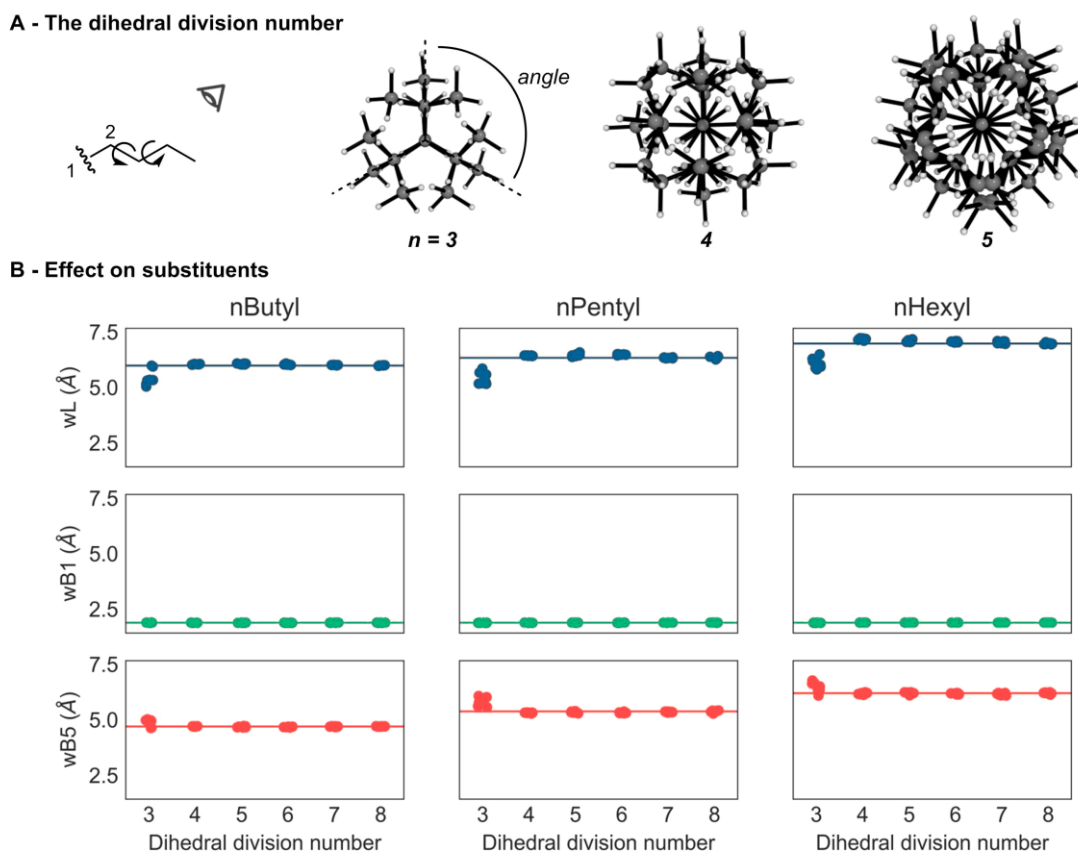 A - The dihedral division number
1 2
angle
n = 3 4 5
B - Effect on substituents
nButyl nPentyl nHexyl
wL (Å)
7.5
5.0
2.5
wB1 (Å)
7.5
5.0
2.5
wB5 (Å)
7.5
5.0
2.5
3 4 5 6 7 8 3 4 5 6 7 8 3 4 5 6 7 8
Dihedral division number Dihedral division number Dihedral division number